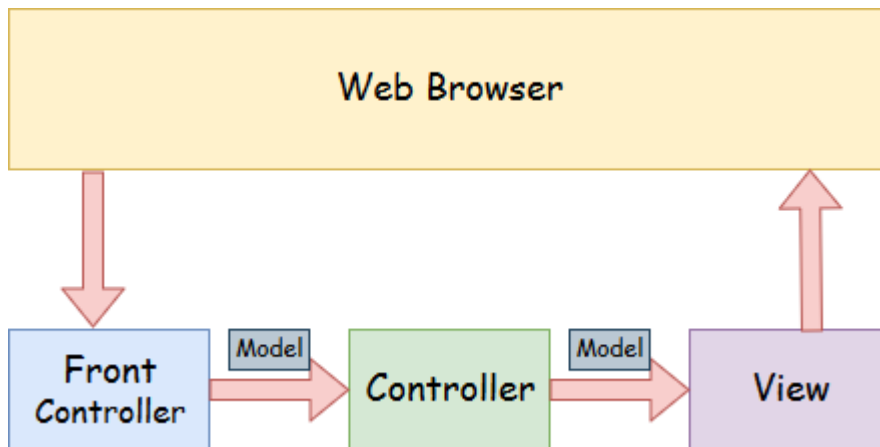 Web Browser
Model
Model
Front
Controller
Controller
View